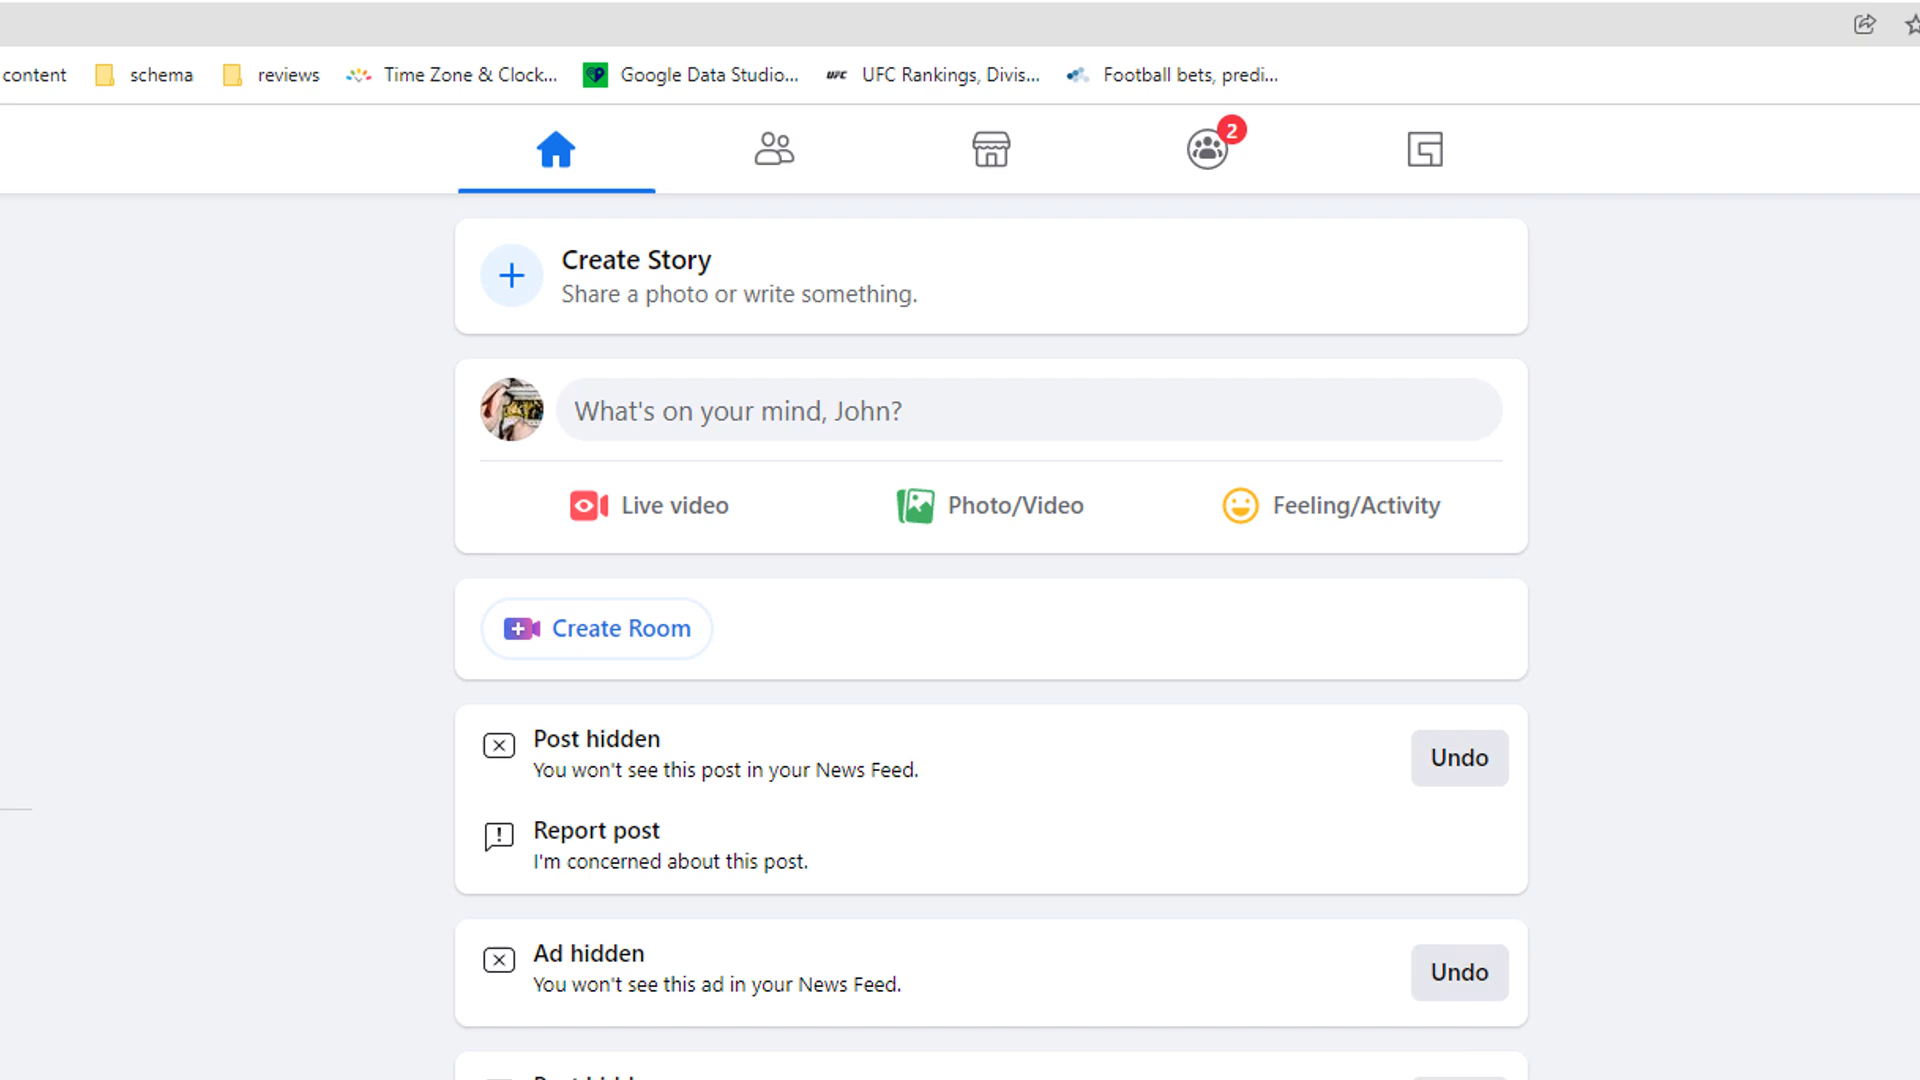 content schema reviews Time Zone & Clock... Google Data Studio... UFC UFC Rankings, Divis... Football bets, predi...
2
Create Story
Share a photo or write something.
What's on your mind, John?
Live video Photo/Video Feeling/Activity
Create Room
Post hidden
You won't see this post in your News Feed.
Undo
Report post
I'm concerned about this post.
Ad hidden
You won't see this ad in your News Feed.
Undo